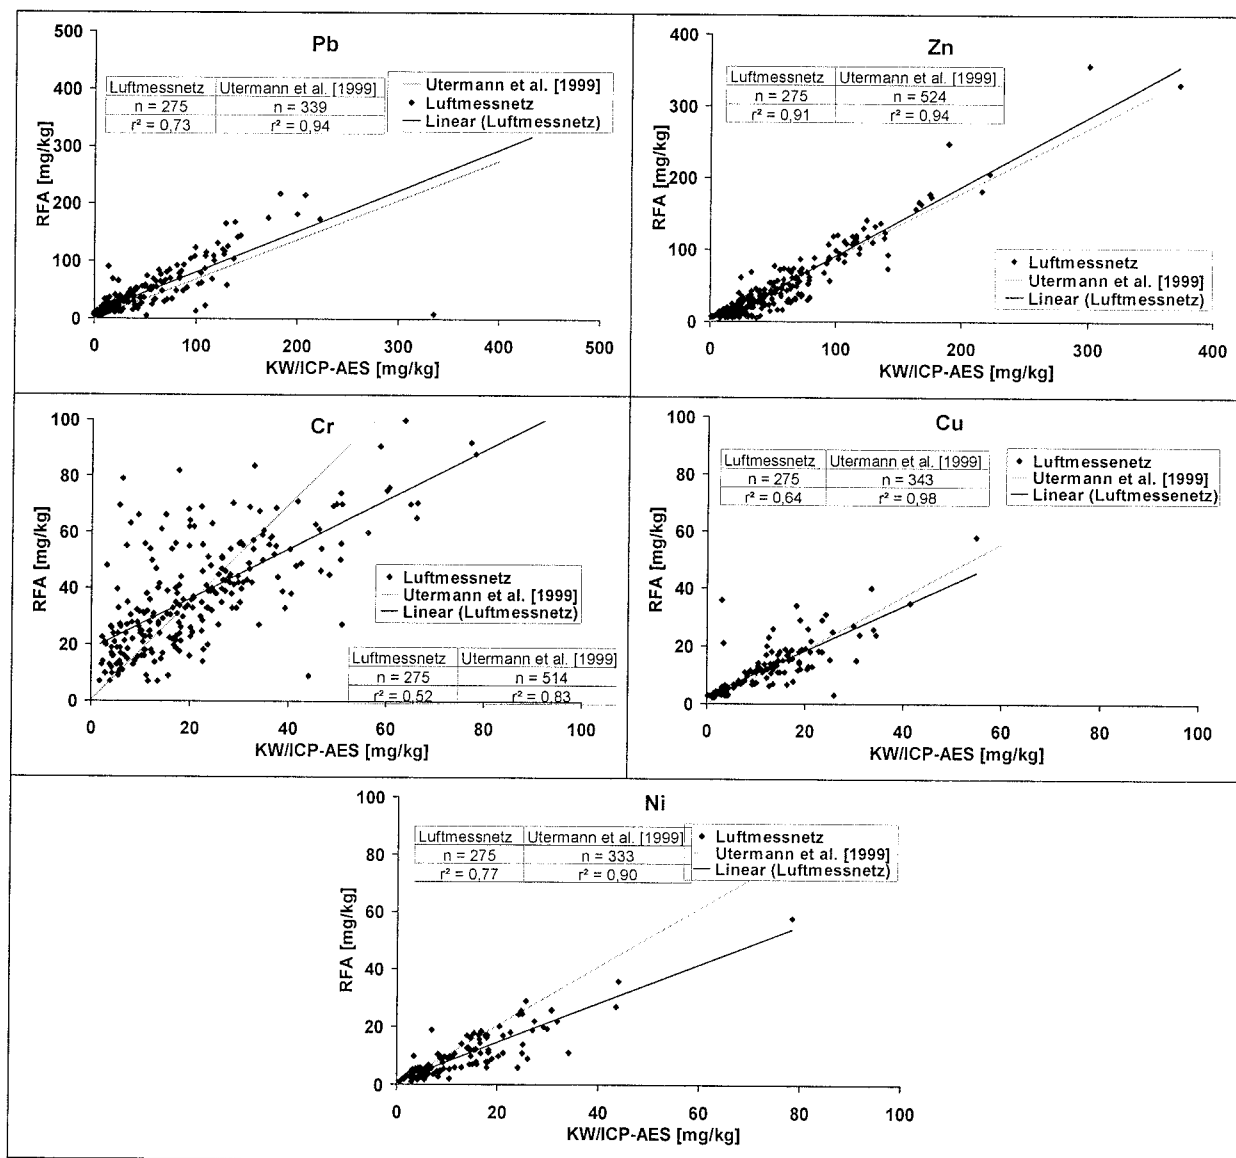 Pb
500
400
300
200
100
0
RFA [mg/kg]
Luftmessnetz Utermann et al. [1999]
n = 275 n = 339
r² = 0,73 r² = 0,94
Utermann et al. [1999]
Luftmessnetz
Linear (Luftmessnetz)
0 100 200 300 400 500
KW/ICP-AES [mg/kg]
Zn
400
300
200
100
0
RFA [mg/kg]
Luftmessnetz Utermann et al. [1999]
n = 275 n = 524
r² = 0,91 r² = 0,94
Luftmessnetz
Utermann et al. [1999]
Linear (Luftmessnetz)
0 100 200 300 400
KW/ICP-AES [mg/kg]
Cr
100
80
60
40
20
0
RFA [mg/kg]
Luftmessnetz
Utermann et al. [1999]
Linear (Luftmessnetz)
Luftmessnetz Utermann et al. [1999]
n = 275 n = 514
r² = 0,52 r² = 0,83
0 20 40 60 80 100
KW/ICP-AES [mg/kg]
Cu
100
80
60
40
20
0
RFA [mg/kg]
Luftmessnetz Utermann et al. [1999]
n = 275 n = 343
r² = 0,64 r² = 0,98
Luftmessenetz
Utermann et al. [1999]
Linear (Luftmessenetz)
0 20 40 60 80 100
KW/ICP-AES [mg/kg]
Ni
100
80
60
40
20
0
RFA [mg/kg]
Luftmessnetz Utermann et al. [1999]
n = 275 n = 333
r² = 0,77 r² = 0,90
Luftmessnetz
Utermann et al. [1999]
Linear (Luftmessnetz)
0 20 40 60 80 100
KW/ICP-AES [mg/kg]